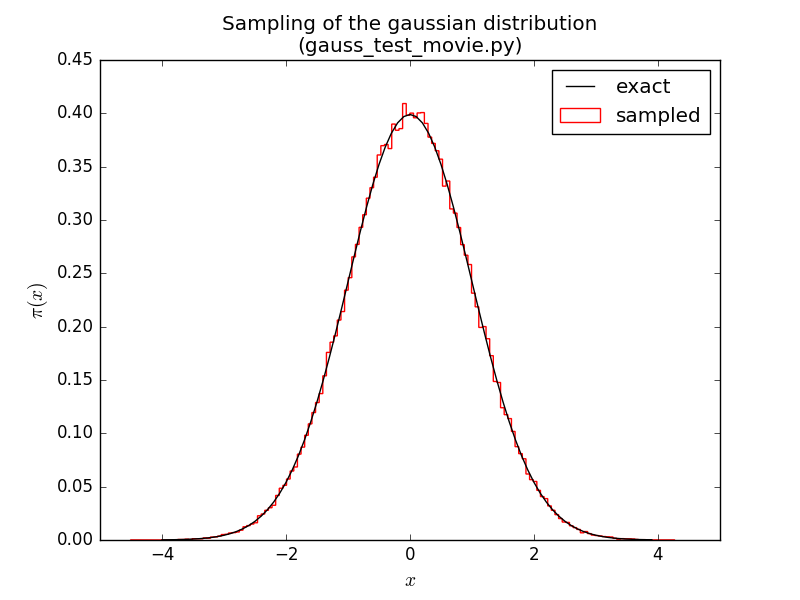 Sampling of the gaussian distribution
(gauss_test_movie.py)
0.45
exact
sampled
0.40
0.35
0.30
0.25
π(x)
0.20
0.15
0.10
0.05
0.00
−4 −2 0 2 4
x